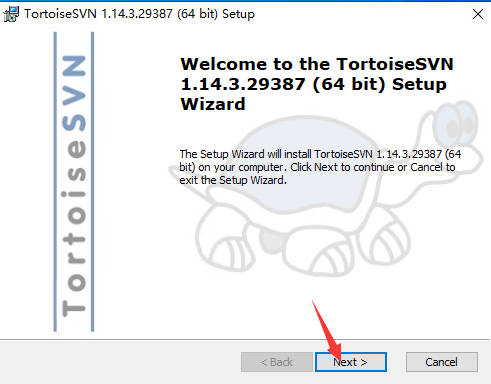 TortoiseSVN 1.14.3.29387 (64 bit) Setup
TortoiseSVN
Welcome to the TortoiseSVN
1.14.3.29387 (64 bit) Setup
Wizard
The Setup Wizard will install TortoiseSVN 1.14.3.29387 (64
bit) on your computer. Click Next to continue or Cancel to
exit the Setup Wizard.
< Back
Next >
Cancel